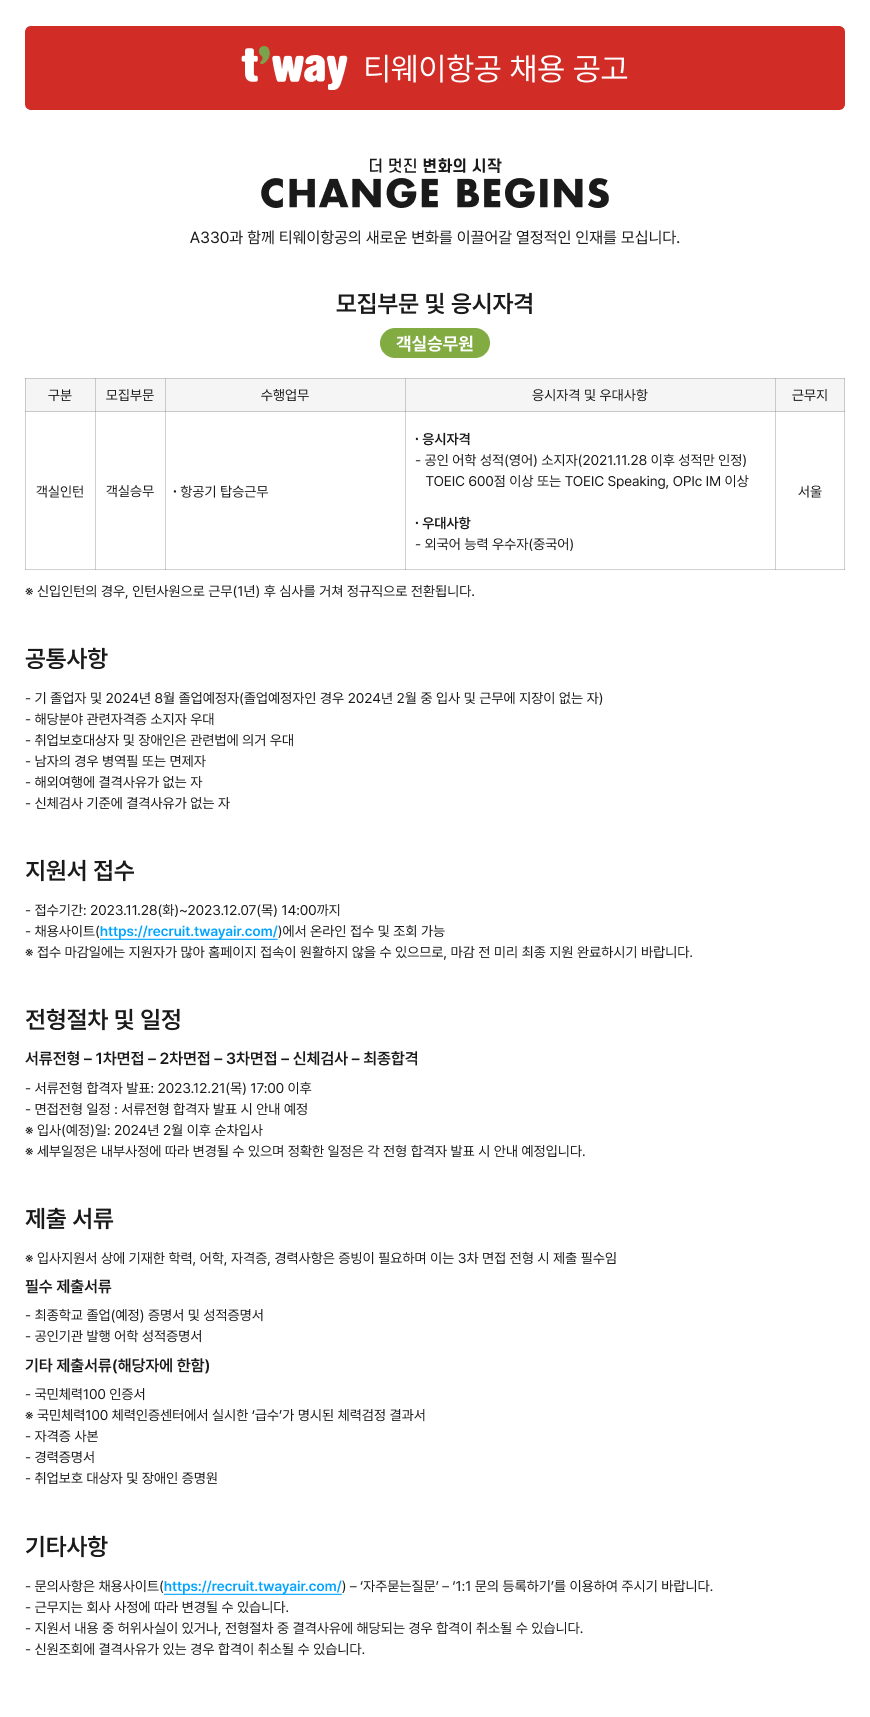 t'way 티웨이항공 채용 공고
더 멋진 변화의 시작
CHANGE BEGINS
A330과 함께 티웨이항공의 새로운 변화를 이끌어갈 열정적인 인재를 모십니다.
모집부문 및 응시자격
객실승무원
구분 모집부문 수행업무 응시자격 및 우대사항 근무지
객실인턴 객실승무 · 항공기 탑승근무
· 응시자격
- 공인 어학 성적(영어) 소지자(2021.11.28 이후 성적만 인정)
TOEIC 600점 이상 또는 TOEIC Speaking, OPIc IM 이상
· 우대사항
- 외국어 능력 우수자(중국어)
서울
※ 신입인턴의 경우, 인턴사원으로 근무(1년) 후 심사를 거쳐 정규직으로 전환됩니다.
공통사항
- 기 졸업자 및 2024년 8월 졸업예정자(졸업예정자인 경우 2024년 2월 중 입사 및 근무에 지장이 없는 자)
- 해당분야 관련자격증 소지자 우대
- 취업보호대상자 및 장애인은 관련법에 의거 우대
- 남자의 경우 병역필 또는 면제자
- 해외여행에 결격사유가 없는 자
- 신체검사 기준에 결격사유가 없는 자
지원서 접수
- 접수기간: 2023.11.28(화)~2023.12.07(목) 14:00까지
- 채용사이트(https://recruit.twayair.com/)에서 온라인 접수 및 조회 가능
※ 접수 마감일에는 지원자가 많아 홈페이지 접속이 원활하지 않을 수 있으므로, 마감 전 미리 최종 지원 완료하시기 바랍니다.
전형절차 및 일정
서류전형 – 1차면접 – 2차면접 – 3차면접 – 신체검사 – 최종합격
- 서류전형 합격자 발표: 2023.12.21(목) 17:00 이후
- 면접전형 일정 : 서류전형 합격자 발표 시 안내 예정
※ 입사(예정)일: 2024년 2월 이후 순차입사
※ 세부일정은 내부사정에 따라 변경될 수 있으며 정확한 일정은 각 전형 합격자 발표 시 안내 예정입니다.
제출 서류
※ 입사지원서 상에 기재한 학력, 어학, 자격증, 경력사항은 증빙이 필요하며 이는 3차 면접 전형 시 제출 필수임
필수 제출서류
- 최종학교 졸업(예정) 증명서 및 성적증명서
- 공인기관 발행 어학 성적증명서
기타 제출서류(해당자에 한함)
- 국민체력100 인증서
※ 국민체력100 체력인증센터에서 실시한 ‘급수’가 명시된 체력검정 결과서
- 자격증 사본
- 경력증명서
- 취업보호 대상자 및 장애인 증명원
기타사항
- 문의사항은 채용사이트(https://recruit.twayair.com/) – ‘자주묻는질문’ – ‘1:1 문의 등록하기’를 이용하여 주시기 바랍니다.
- 근무지는 회사 사정에 따라 변경될 수 있습니다.
- 지원서 내용 중 허위사실이 있거나, 전형절차 중 결격사유에 해당되는 경우 합격이 취소될 수 있습니다.
- 신원조회에 결격사유가 있는 경우 합격이 취소될 수 있습니다.